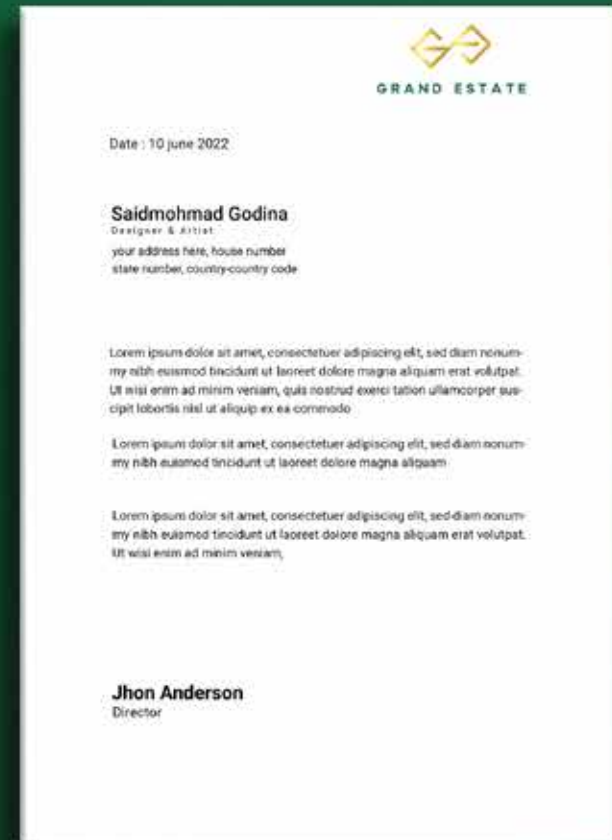 GRAND ESTATE
Date : 10 june 2022
Saidmohmad Godina
Designer & Artist
your address here, house number
state number, country-country code
Lorem ipsum dolor sit amet, consectetuer adipiscing elit, sed diam nonum-
my nibh euismod tincidunt ut laoreet dolore magna aliquam erat volutpat.
Ut wisi enim ad minim veniam, quis nostrud exerci tation ullamcorper sus-
cipit lobortis nisl ut aliquip ex ea commodo
Lorem ipsum dolor sit amet, consectetuer adipiscing elit, sed diam nonum-
my nibh euismod tincidunt ut laoreet dolore magna aliquam
Lorem ipsum dolor sit amet, consectetuer adipiscing elit, sed diam nonum-
my nibh euismod tincidunt ut laoreet dolore magna aliquam erat volutpat.
Ut wisi enim ad minim veniam,
Jhon Anderson
Director